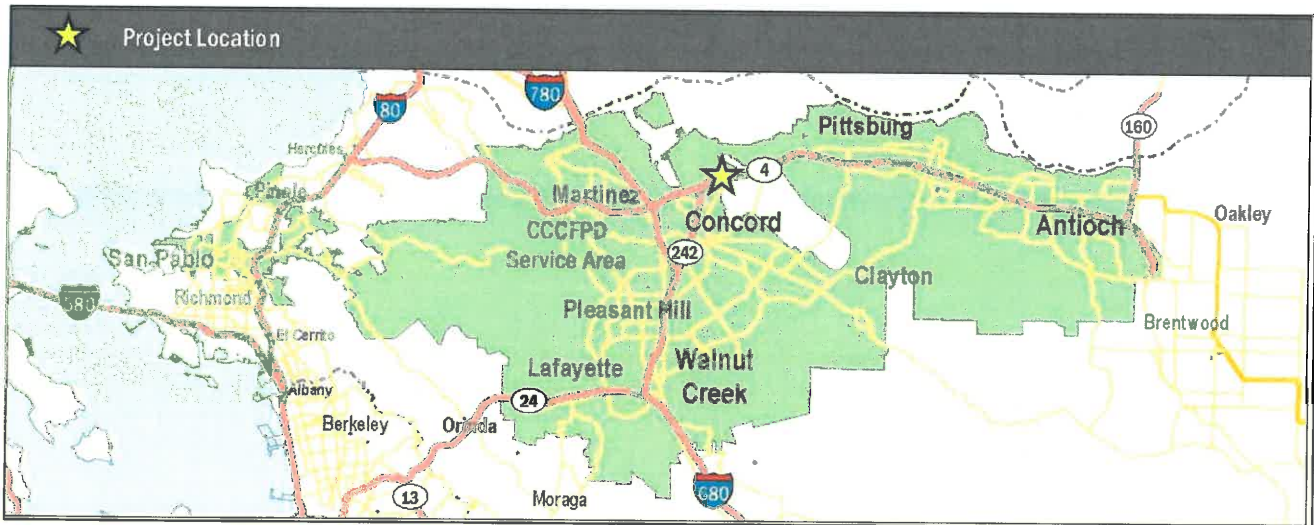 Project Location
80
780
160
Pittsburg
Hercules
4
Pinole
Martinez
Oakley
Concord
Antioch
CCCFPD
242
San Pablo
Service Area
Clayton
Richmond
580
Pleasant Hill
Brentwood
El Cerrito
Walnut
Creek
Lafayette
Albany
24
Berkeley
Orinda
680
13
Moraga